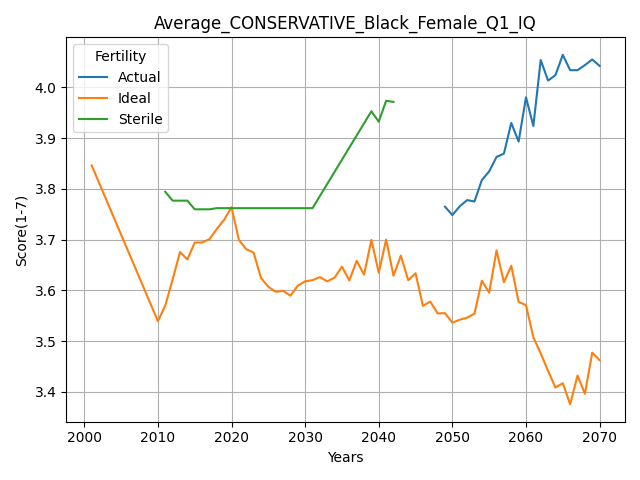 Average_CONSERVATIVE_Black_Female_Q1_IQ
Fertility
Actual
Ideal
Sterile
Score(1-7)
4.0
3.9
3.8
3.7
3.6
3.5
3.4
2000 2010 2020 2030 2040 2050 2060 2070
Years